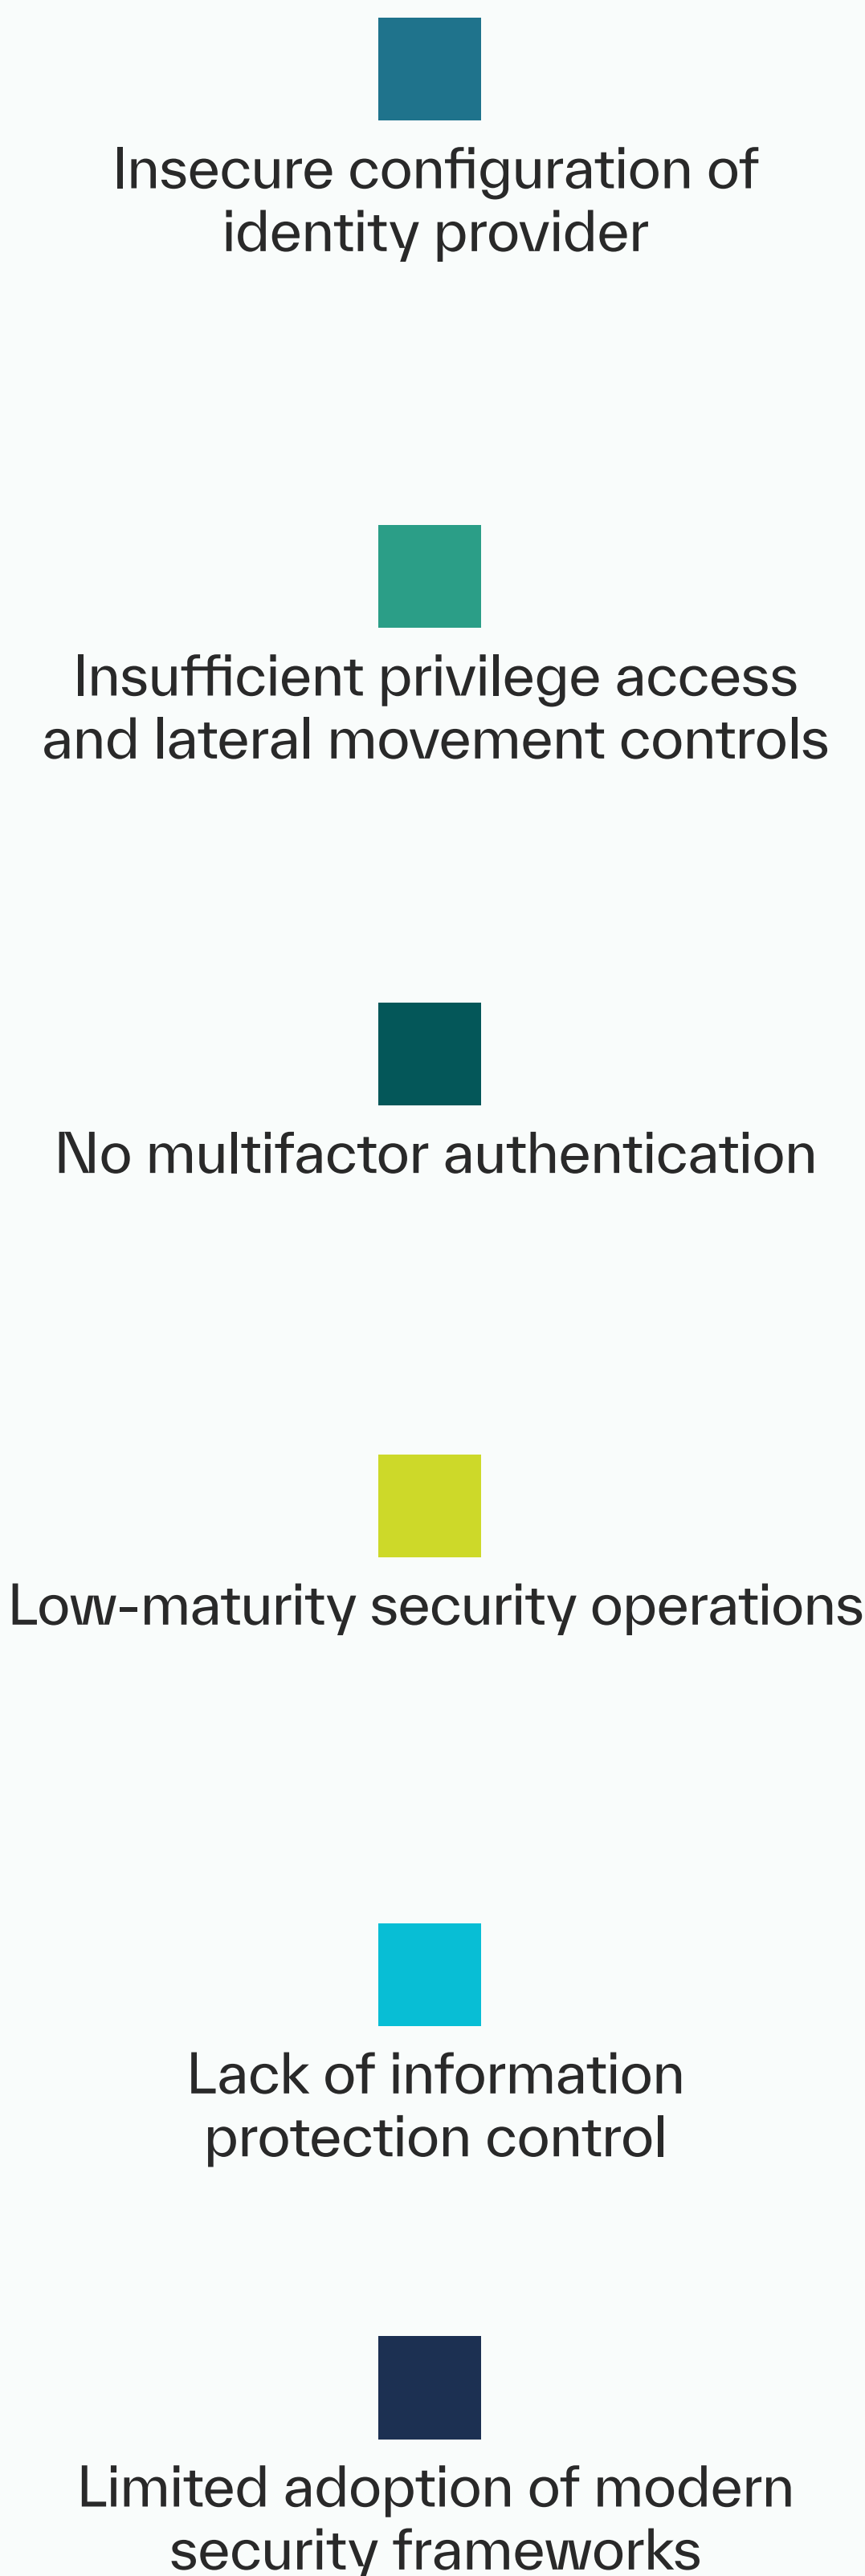 Insecure configuration of
identity provider
Insufficient privilege access
and lateral movement controls
No multifactor authentication
Low-maturity security operations
Lack of information
protection control
Limited adoption of modern
security frameworks